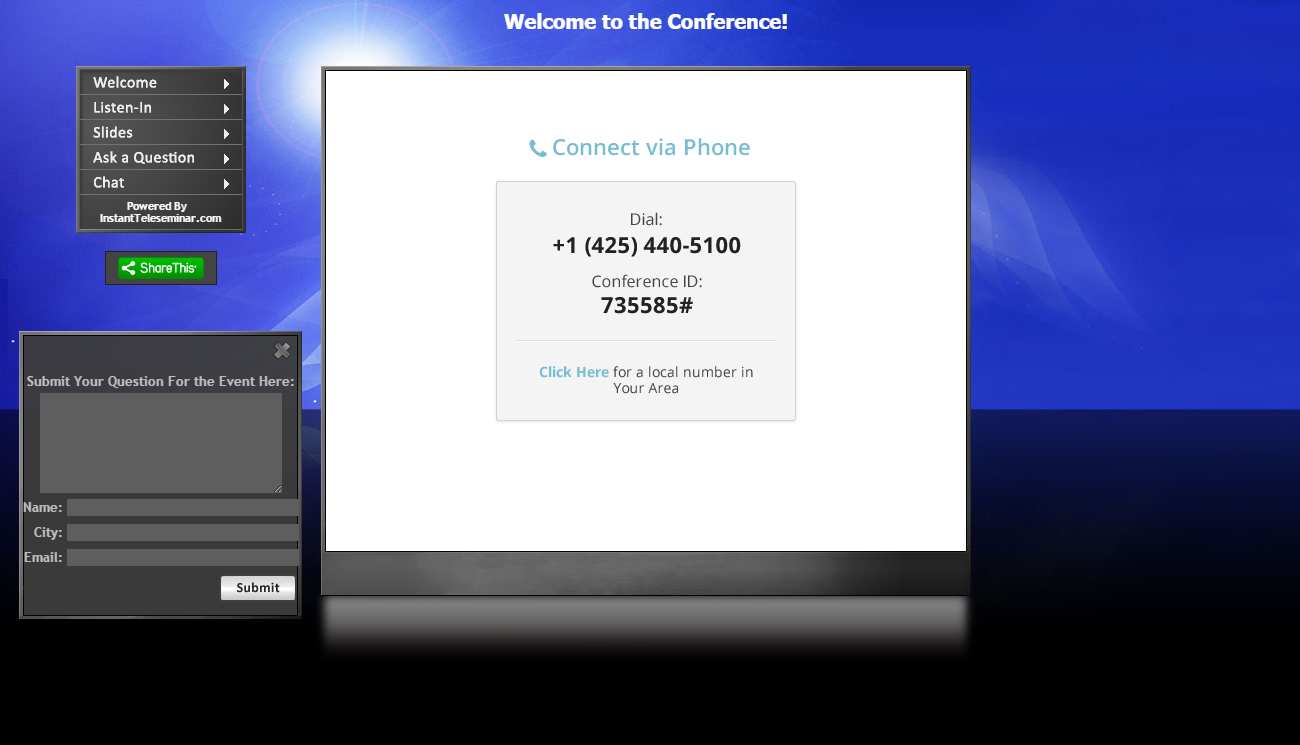 Welcome to the Conference!
Welcome
Listen-In
Slides
Ask a Question
Chat
Powered By
InstantTeleseminar.com
ShareThis
Submit Your Question For the Event Here:
Name:
City:
Email:
Submit
Connect via Phone
Dial:
+1 (425) 440-5100
Conference ID:
735585#
Click Here for a local number in
Your Area